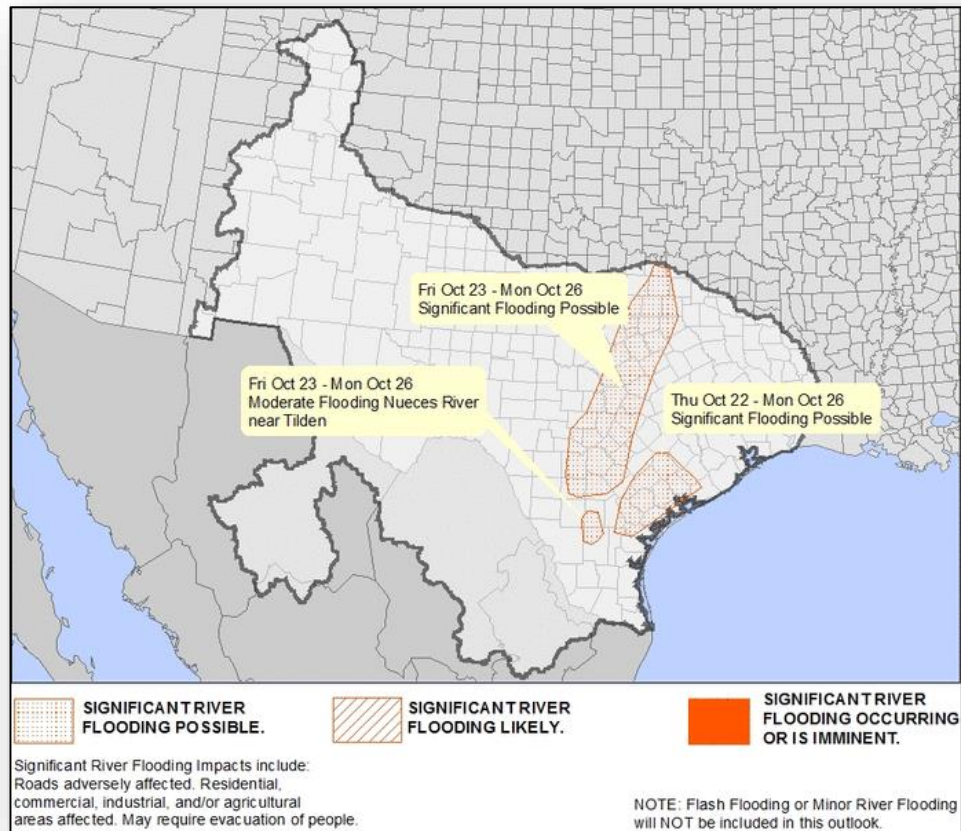 Fri Oct 23 - Mon Oct 26
Significant Flooding Possible
Fri Oct 23 - Mon Oct 26
Moderate Flooding Nueces River
near Tilden
Thu Oct 22 - Mon Oct 26
Significant Flooding Possible
SIGNIFICANT RIVER
FLOODING POSSIBLE.
SIGNIFICANT RIVER
FLOODING LIKELY.
SIGNIFICANT RIVER
FLOODING OCCURRING
OR IS IMMINENT.
Significant River Flooding Impacts include:
Roads adversely affected. Residential,
commercial, industrial, and/or agricultural
areas affected. May require evacuation of people.
NOTE: Flash Flooding or Minor River Flooding
will NOT be included in this outlook.